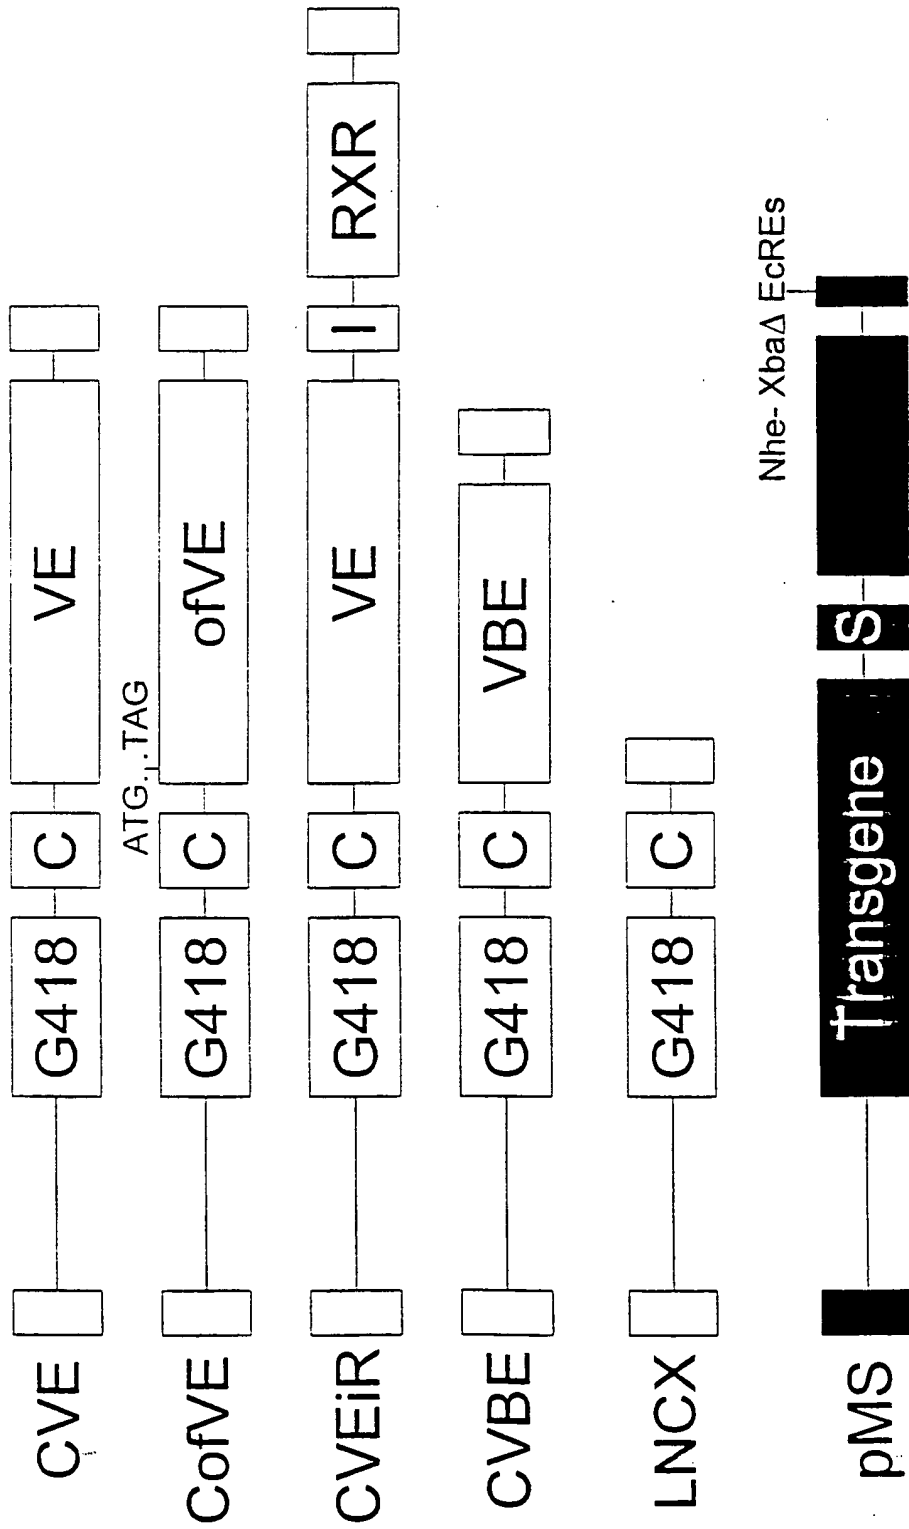 CVE G418 C VE
ATG...TAG
CofVE G418 C ofVE
CVEiR G418 C VE I RXR
CVBE G418 C VBE
LNCX G418 C
Nhe- Xba∆ EcREs
pMS Transgene S